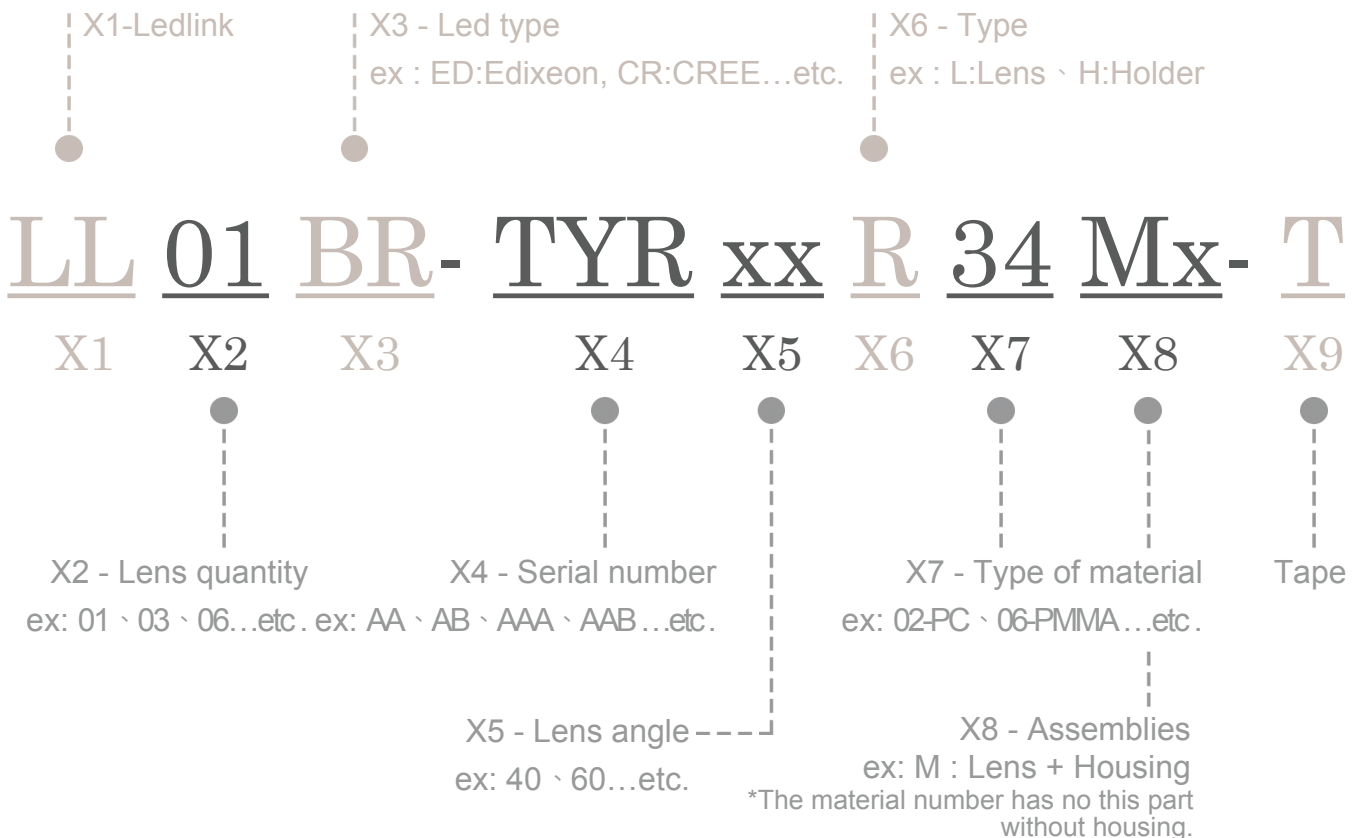 X1-Ledlink
X3 - Led type
X6 - Type
ex : ED:Edixeon, CR:CREE…etc.
ex : L:Lens、H:Holder
LL 01 BR- TYR xx R 34 Mx- T
X1 X2 X3 X4 X5 X6 X7 X8 X9
X2 - Lens quantity
X4 - Serial number
X7 - Type of material
Tape
ex: 01、03、06…etc.
ex: AA、AB、AAA、AAB…etc.
ex: 02-PC、06-PMMA…etc.
X5 - Lens angle
X8 - Assemblies
ex: 40、60…etc.
ex: M : Lens + Housing
*The material number has no this part
without housing.